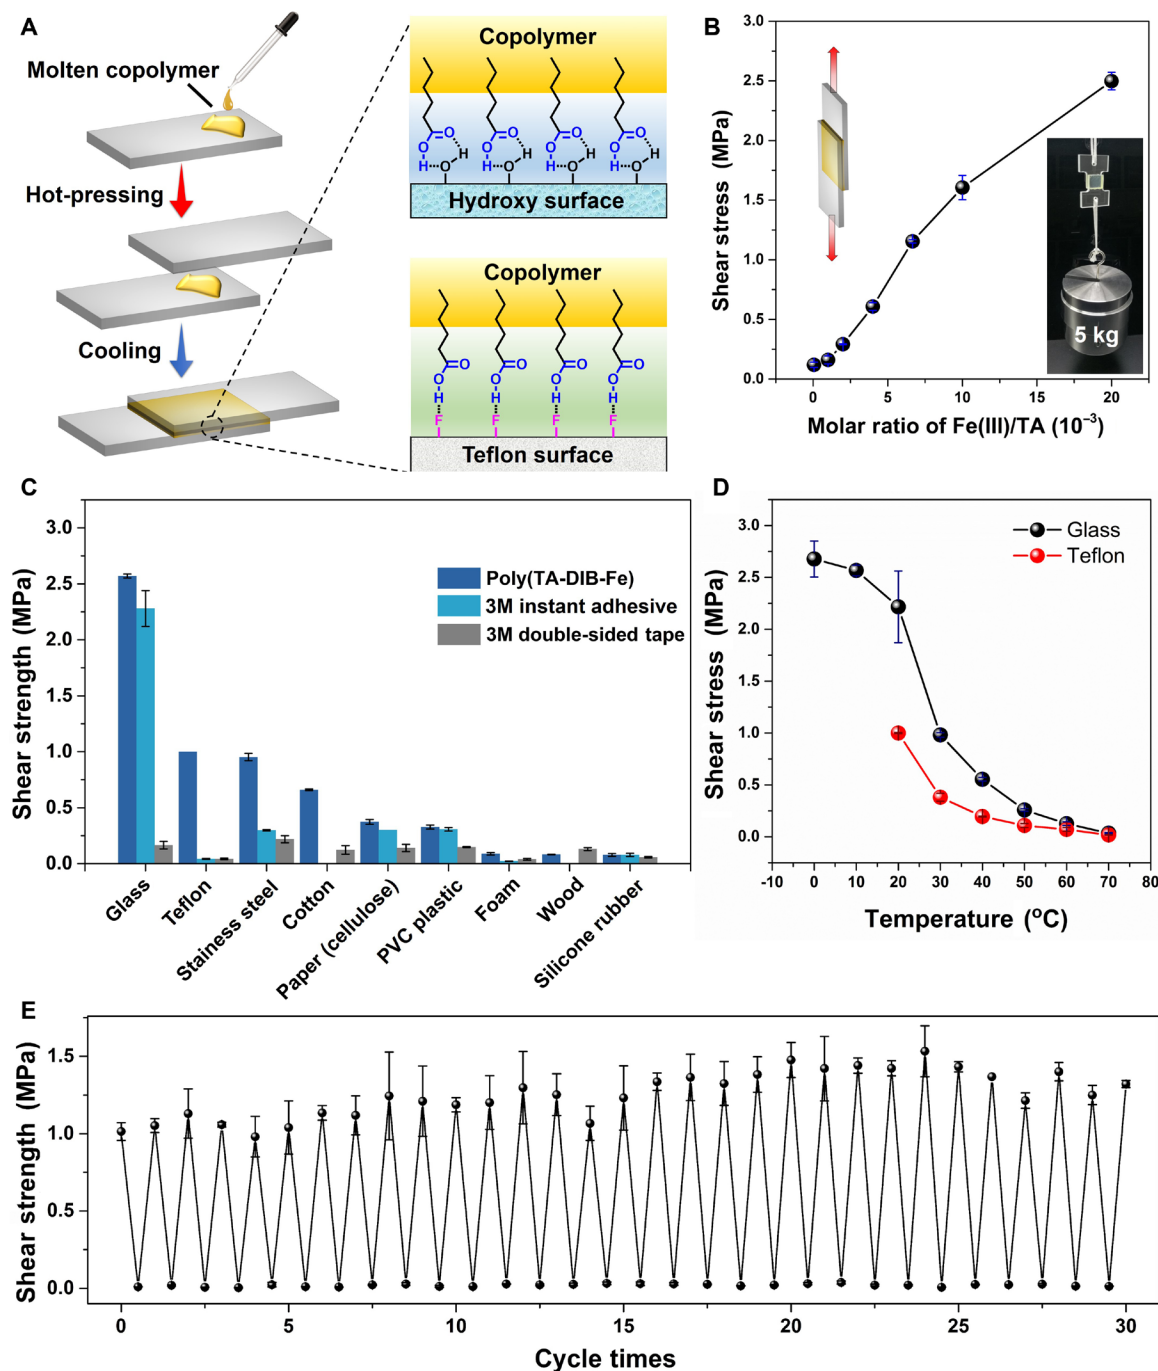 A
Molten copolymer
Hot-pressing
Cooling
Copolymer
O O O O
O O O O
H H H H
H H H H
O O O O
Hydroxy surface
Copolymer
O O O O
O O O O
H H H H
F F F F
Teflon surface
B
Shear stress (MPa)
3.0
2.5
2.0
1.5
1.0
0.5
0.0
0 5 10 15 20
Molar ratio of Fe(III)/TA (10⁻³)
5 kg
C
Shear strength (MPa)
3.0
2.5
2.0
1.5
1.0
0.5
0.0
Poly(TA-DIB-Fe)
3M instant adhesive
3M double-sided tape
Glass
Teflon
Stainess steel
Cotton
Paper (cellulose)
PVC plastic
Foam
Wood
Silicone rubber
D
Shear stress (MPa)
3.0
2.5
2.0
1.5
1.0
0.5
0.0
Glass
Teflon
-10 0 10 20 30 40 50 60 70 80
Temperature (°C)
E
Shear strength (MPa)
1.5
1.0
0.5
0.0
0 5 10 15 20 25 30
Cycle times